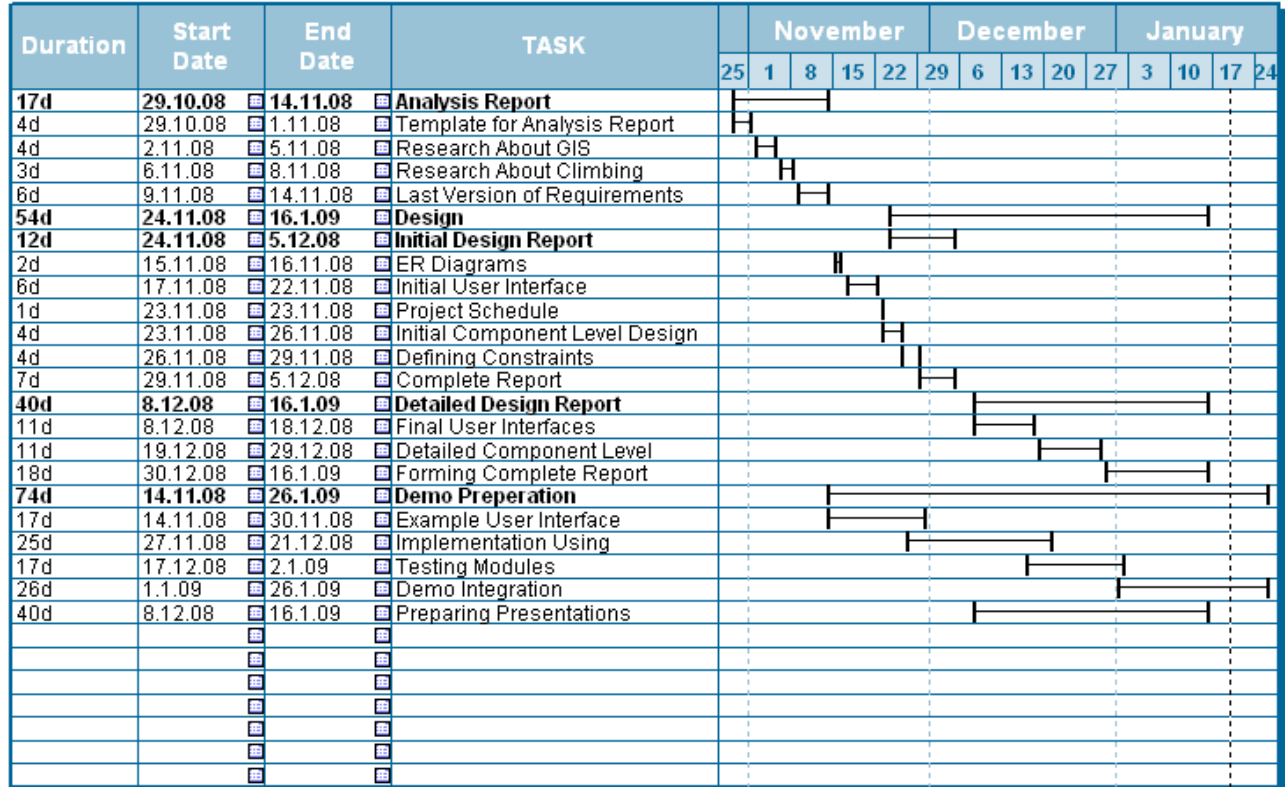 Duration Start Date End Date TASK November December January
25 1 8 15 22 29 6 13 20 27 3 10 17 24
17d 29.10.08 14.11.08 Analysis Report
4d 29.10.08 1.11.08 Template for Analysis Report
4d 2.11.08 5.11.08 Research About GIS
3d 6.11.08 8.11.08 Research About Climbing
6d 9.11.08 14.11.08 Last Version of Requirements
54d 24.11.08 16.1.09 Design
12d 24.11.08 5.12.08 Initial Design Report
2d 15.11.08 16.11.08 ER Diagrams
6d 17.11.08 22.11.08 Initial User Interface
1d 23.11.08 23.11.08 Project Schedule
4d 23.11.08 26.11.08 Initial Component Level Design
4d 26.11.08 29.11.08 Defining Constraints
7d 29.11.08 5.12.08 Complete Report
40d 8.12.08 16.1.09 Detailed Design Report
11d 8.12.08 18.12.08 Final User Interfaces
11d 19.12.08 29.12.08 Detailed Component Level
18d 30.12.08 16.1.09 Forming Complete Report
74d 14.11.08 26.1.09 Demo Preperation
17d 14.11.08 30.11.08 Example User Interface
25d 27.11.08 21.12.08 Implementation Using
17d 17.12.08 2.1.09 Testing Modules
26d 1.1.09 26.1.09 Demo Integration
40d 8.12.08 16.1.09 Preparing Presentations